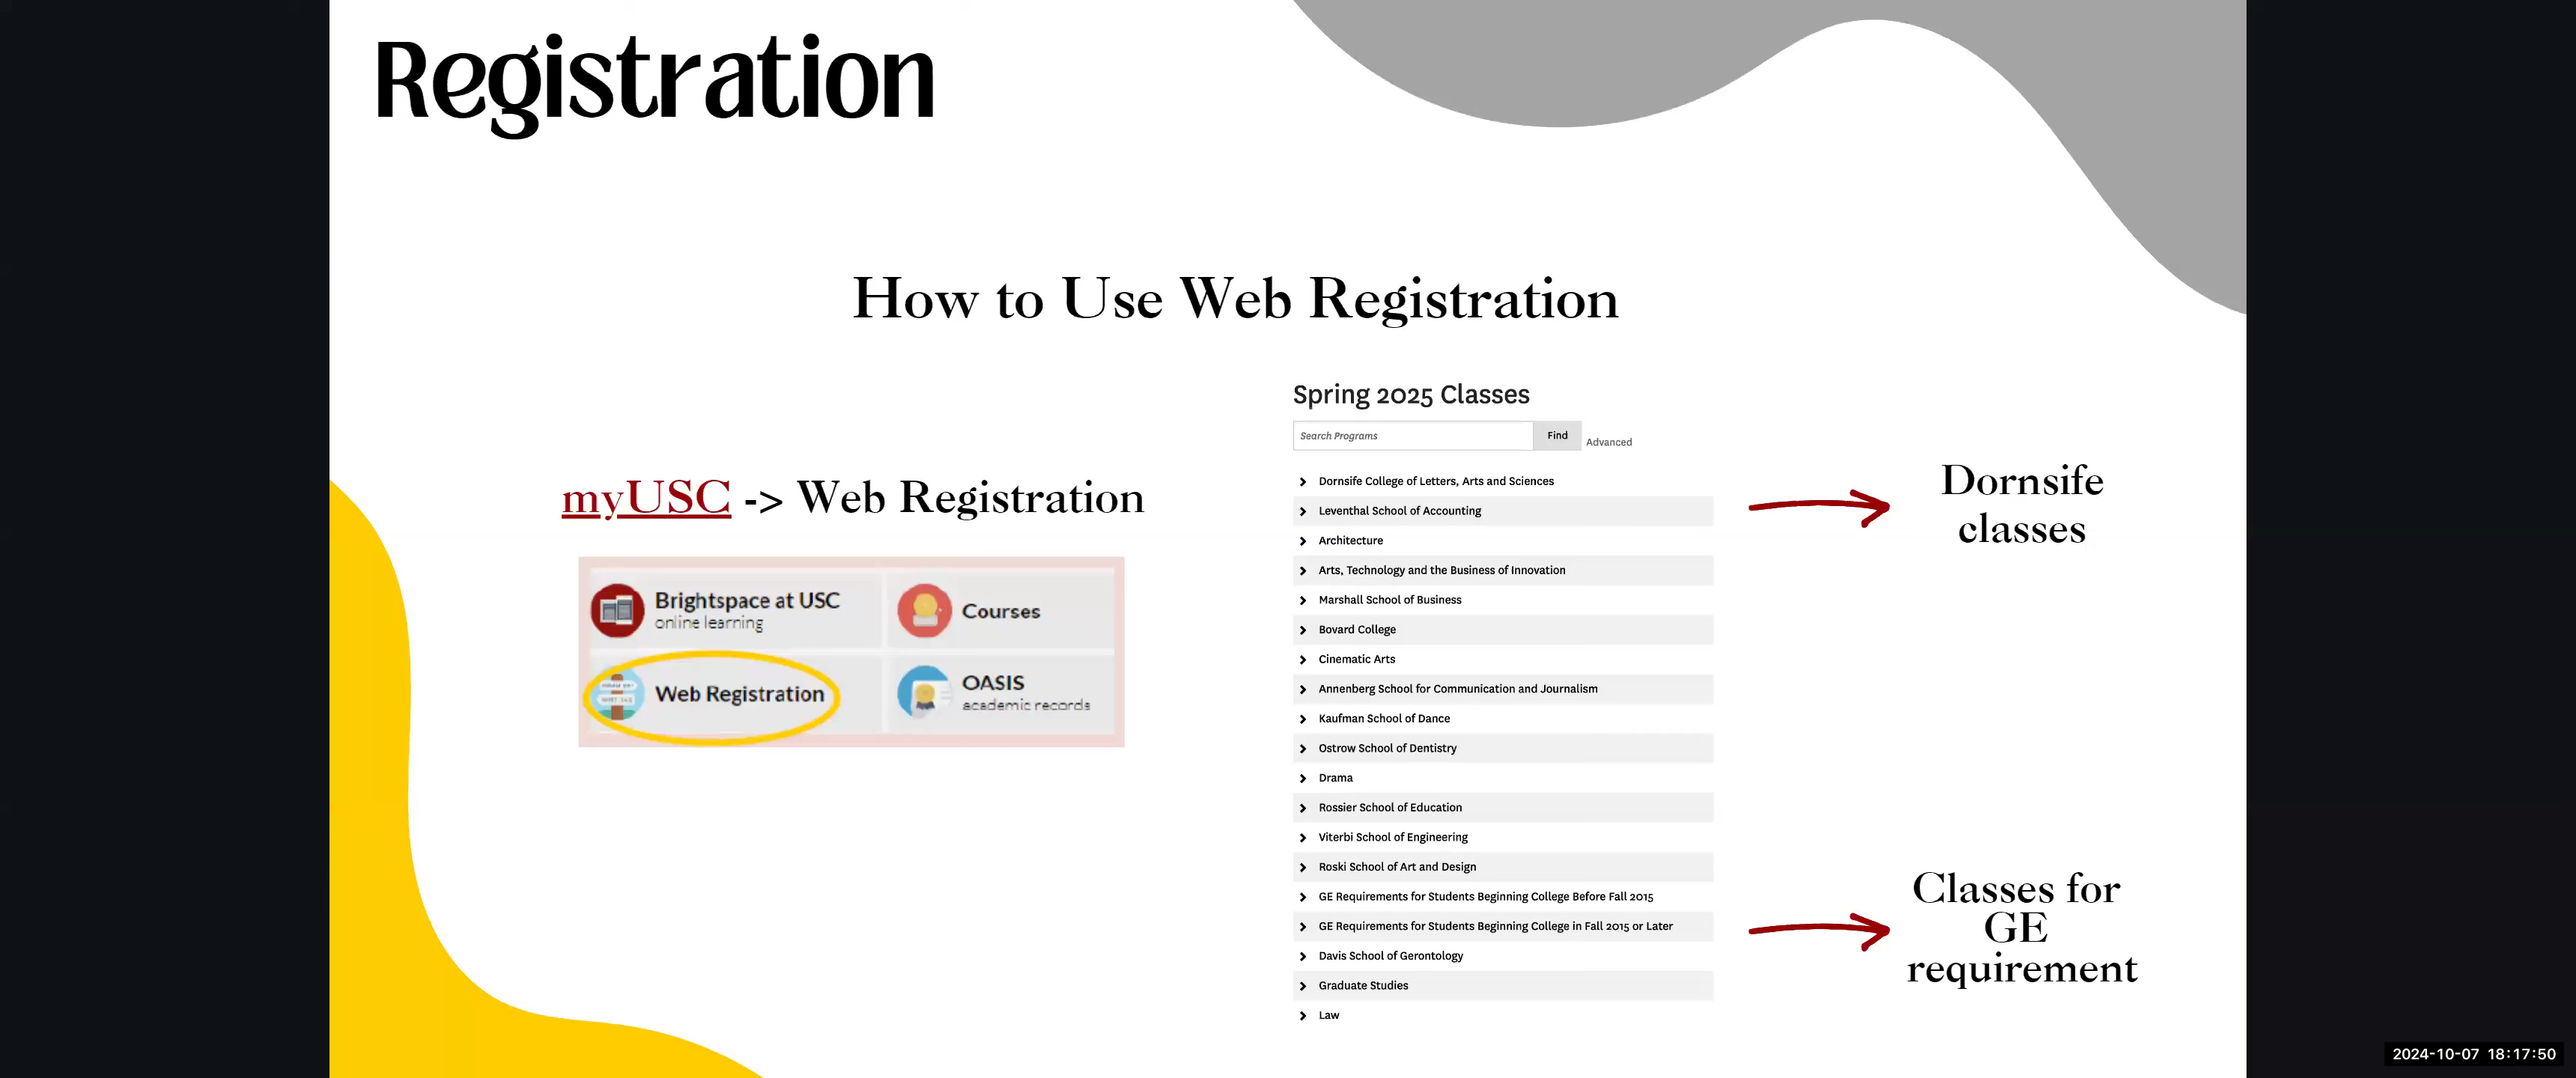 Registration
How to Use Web Registration
myUSC -> Web Registration
Brightspace at USC
online learning
Courses
Web Registration
OASIS
academic records
Spring 2025 Classes
Search Programs
Find
Advanced
Dornsife College of Letters, Arts and Sciences
Leventhal School of Accounting
Architecture
Arts, Technology and the Business of Innovation
Marshall School of Business
Bovard College
Cinematic Arts
Annenberg School for Communication and Journalism
Kaufman School of Dance
Ostrow School of Dentistry
Drama
Rossier School of Education
Viterbi School of Engineering
Roski School of Art and Design
GE Requirements for Students Beginning College Before Fall 2015
GE Requirements for Students Beginning College in Fall 2015 or Later
Davis School of Gerontology
Graduate Studies
Law
Dornsife
classes
Classes for
GE
requirement
2024-10-07 18:17:50